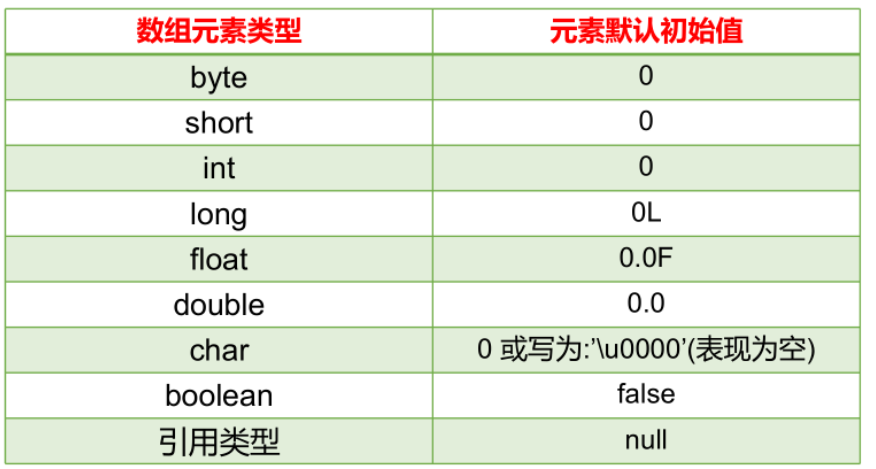 数组元素类型 元素默认初始值
byte 0
short 0
int 0
long 0L
float 0.0F
double 0.0
char 0 或写为:’\u0000’(表现为空)
boolean false
引用类型 null